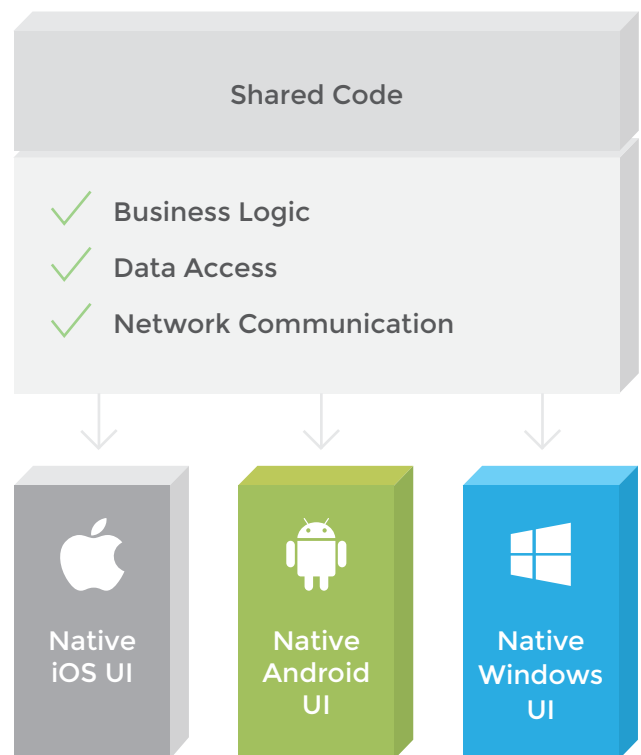 Shared Code
Business Logic
Data Access
Network Communication
Native
iOS UI
Native
Android
UI
Native
Windows
UI